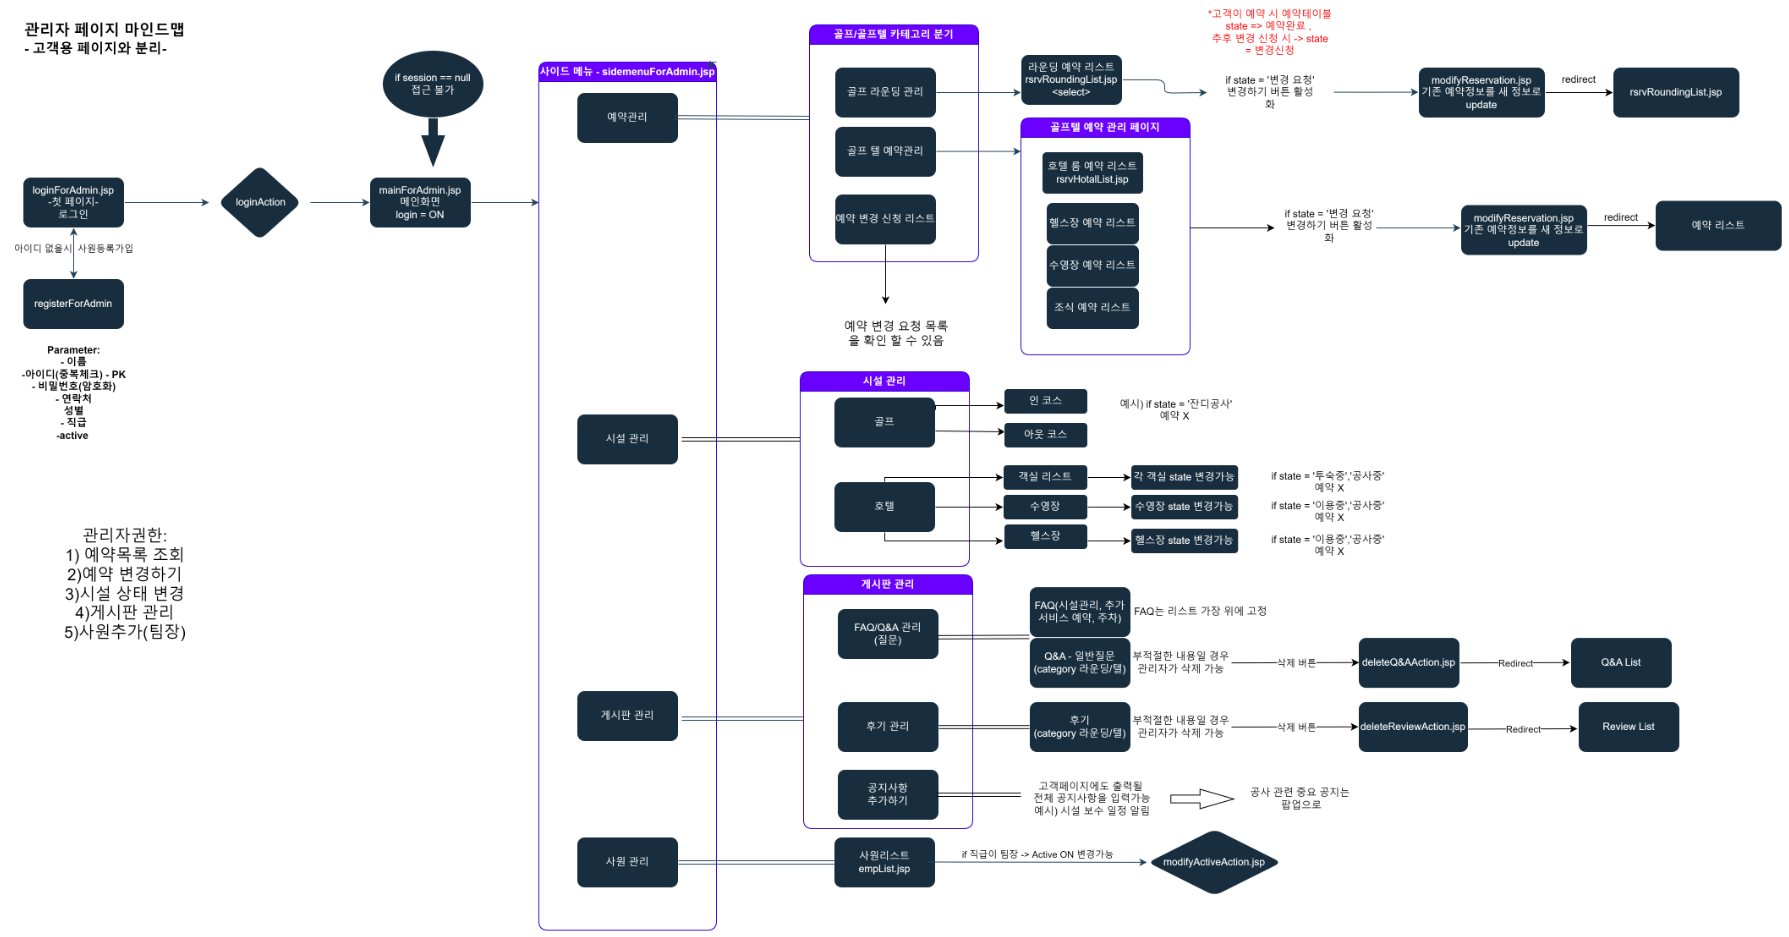 관리자 페이지 마인드맵
- 고객용 페이지와 분리-
if session == null
접근 불가
loginForAdmin.jsp
-첫 페이지-
로그인
loginAction
mainForAdmin.jsp
메인화면
login = ON
아이디 없을시 사원등록가입
registerForAdmin
Parameter:
- 이름
-아이디(중복체크) - PK
- 비밀번호(암호화)
- 연락처
성별
- 직급
-active
관리자권한:
1) 예약목록 조회
2)예약 변경하기
3)시설 상태 변경
4)게시판 관리
5)사원추가(팀장)
사이드 메뉴 - sidemenuForAdmin.jsp
예약관리
시설 관리
게시판 관리
사원 관리
골프/골프텔 카테고리 분기
골프 라운딩 관리
골프 텔 예약관리
예약 변경 신청 리스트
예약 변경 요청 목록
을 확인 할 수 있음
라운딩 예약 리스트
rsrvRoundingList.jsp
<select>
*고객이 예약 시 예약테이블
state => 예약완료 ,
추후 변경 신청 시 -> state
= 변경신청
if state = '변경 요청'
변경하기 버튼 활성
화
modifyReservation.jsp
기존 예약정보를 새 정보로
update
redirect
rsrvRoundingList.jsp
골프텔 예약 관리 페이지
호텔 룸 예약 리스트
rsrvHotalList.jsp
헬스장 예약 리스트
수영장 예약 리스트
조식 예약 리스트
if state = '변경 요청'
변경하기 버튼 활성
화
modifyReservation.jsp
기존 예약정보를 새 정보로
update
redirect
예약 리스트
시설 관리
골프
인 코스
아웃 코스
예시) if state = '잔디공사'
예약 X
호텔
객실 리스트
각 객실 state 변경가능
if state = '투숙중','공사중'
예약 X
수영장
수영장 state 변경가능
if state = '이용중','공사중'
예약 X
헬스장
헬스장 state 변경가능
if state = '이용중','공사중'
예약 X
게시판 관리
FAQ/Q&A 관리
(질문)
FAQ(시설관리, 추가
서비스 예약, 주차)
FAQ는 리스트 가장 위에 고정
Q&A - 일반질문
(category 라운딩/텔)
부적절한 내용일 경우
관리자가 삭제 가능
삭제 버튼
deleteQ&AAction.jsp
Redirect
Q&A List
후기 관리
후기
(category 라운딩/텔)
부적절한 내용일 경우
관리자가 삭제 가능
삭제 버튼
deleteReviewAction.jsp
Redirect
Review List
공지사항
추가하기
고객페이지에도 출력될
전체 공지사항을 입력가능
예시) 시설 보수 일정 알림
공사 관련 중요 공지는
팝업으로
사원리스트
empList.jsp
if 직급이 팀장 -> Active ON 변경가능
modifyActiveAction.jsp